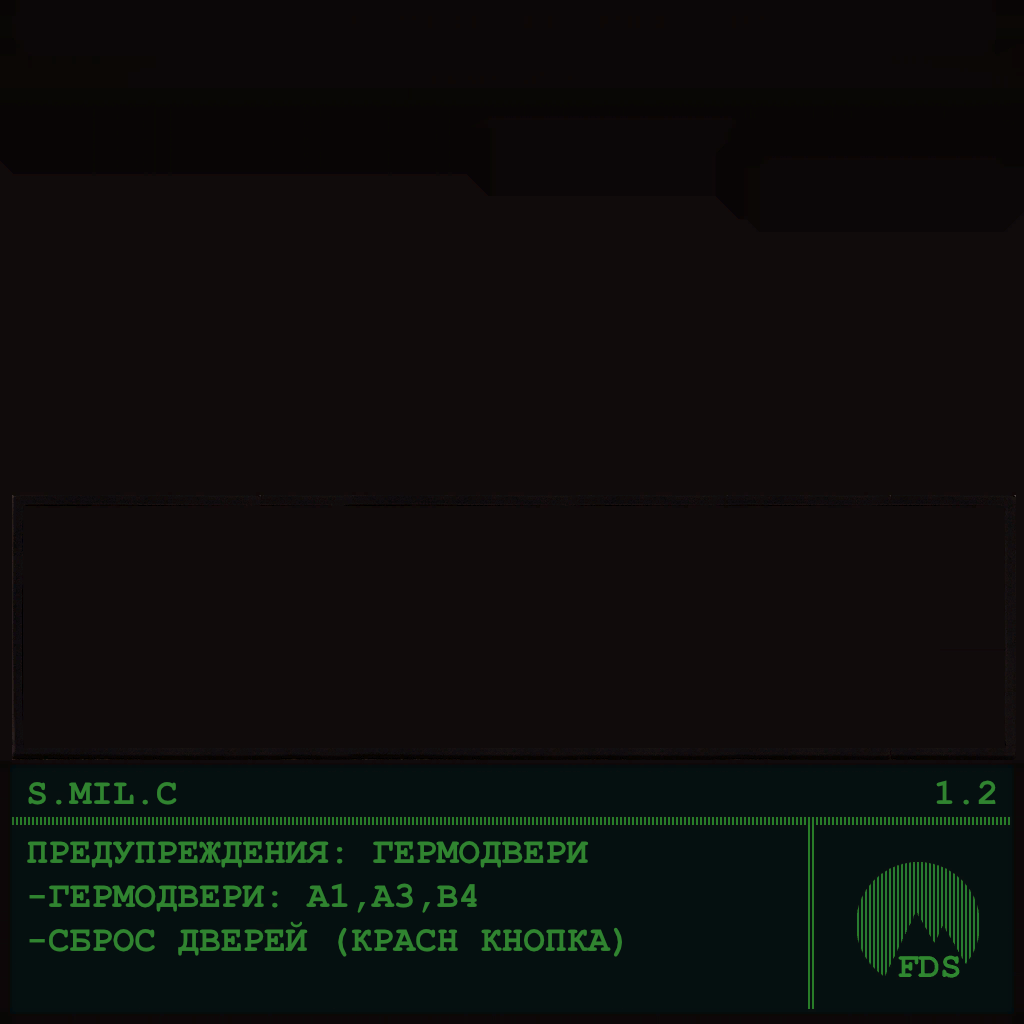 S.MIL.C
1.2
ПРЕДУПРЕЖДЕНИЯ: ГЕРМОДВЕРИ
-ГЕРМОДВЕРИ: А1,А3,В4
-СБРОС ДВЕРЕЙ (КРАСН КНОПКА)
FDS